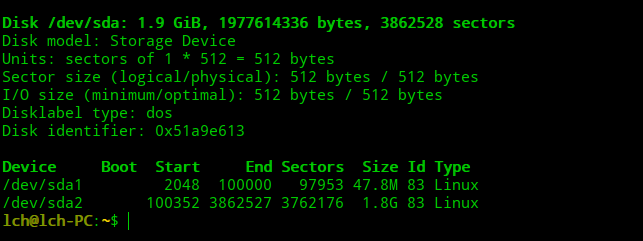 Disk /dev/sda: 1.9 GiB, 1977614336 bytes, 3862528 sectors
Disk model: Storage Device
Units: sectors of 1 * 512 = 512 bytes
Sector size (logical/physical): 512 bytes / 512 bytes
I/O size (minimum/optimal): 512 bytes / 512 bytes
Disklabel type: dos
Disk identifier: 0x51a9e613
Device     Boot  Start     End Sectors  Size Id Type
/dev/sda1         2048  100000   97953 47.8M 83 Linux
/dev/sda2       100352 3862527 3762176  1.8G 83 Linux
lch@lch-PC:~$